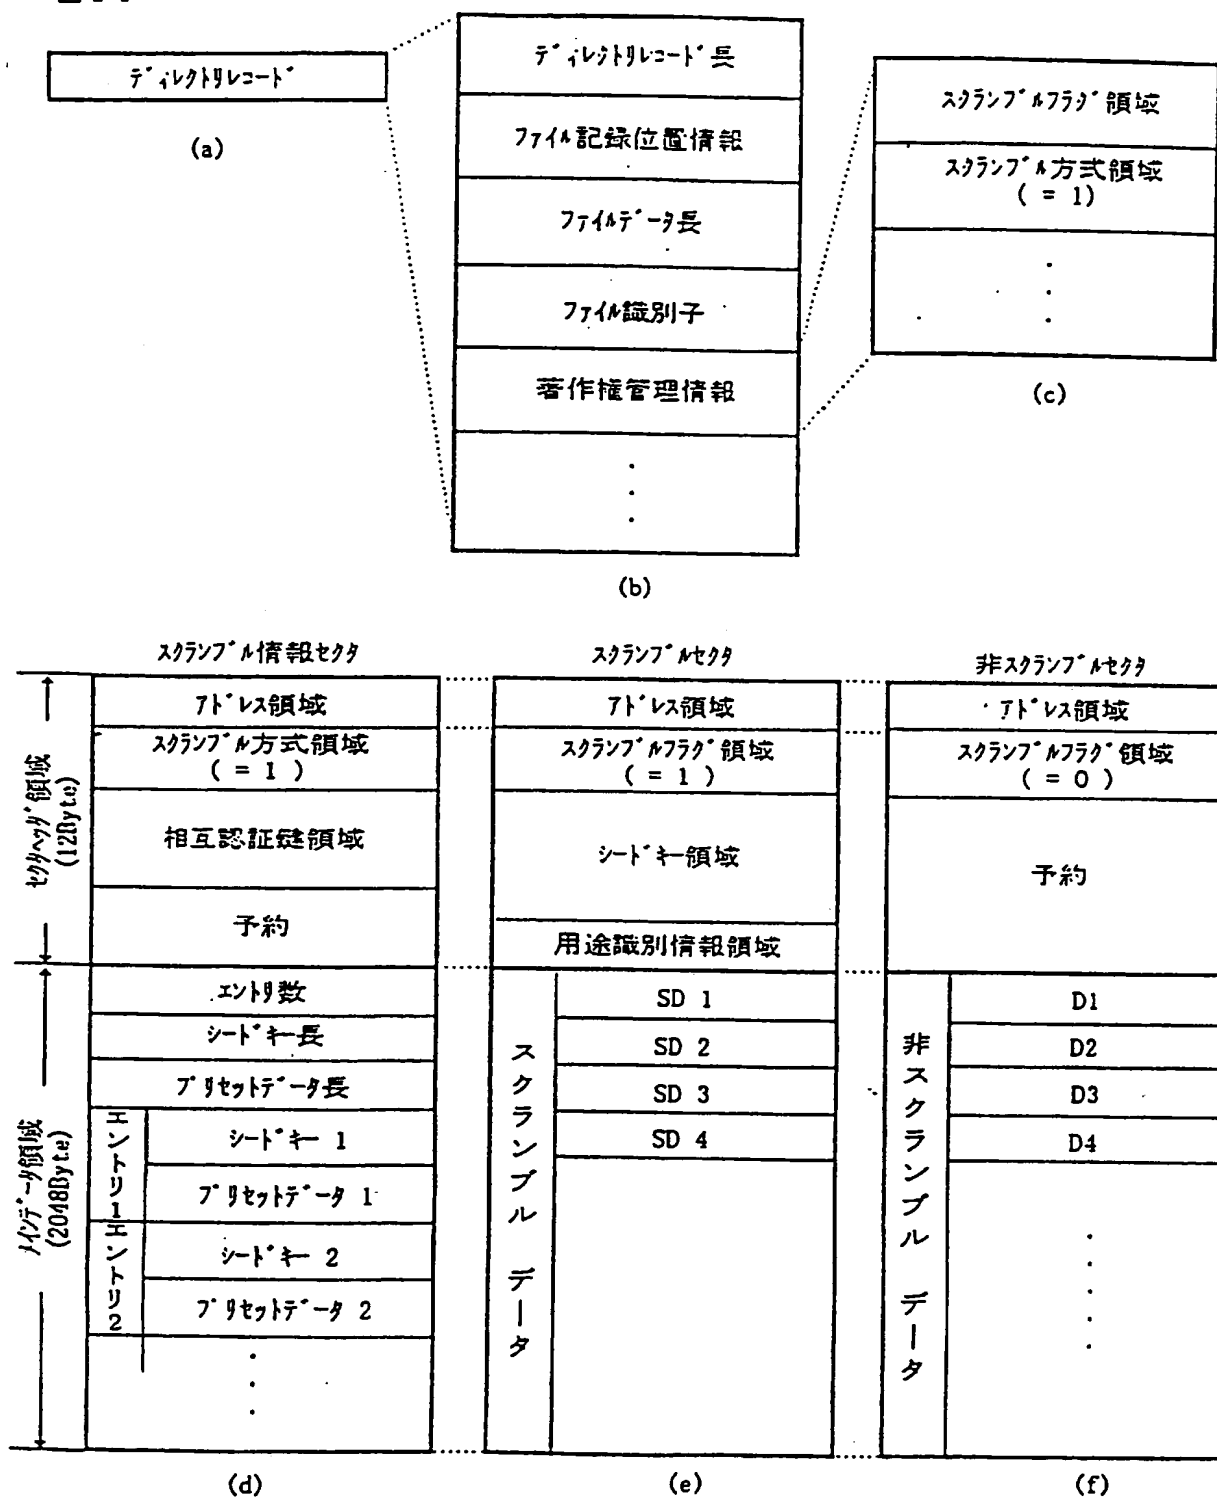 ディレクトリレコード
(a)
ディレクトリレコード長
ファイル記録位置情報
ファイルデータ長
ファイル識別子
著作権管理情報
(b)
スクランブルフラグ領域
スクランブル方式領域
( = 1)
(c)
スクランブル情報セクタ
セクタヘッダ領域
(12Byte)
アドレス領域
スクランブル方式領域
( = 1 )
相互認証鍵領域
予約
メインデータ領域
(2048Byte)
エントリ数
シードキー長
プリセットデータ長
エントリ1
シードキー 1
プリセットデータ 1
エントリ2
シードキー 2
プリセットデータ 2
(d)
スクランブルセクタ
アドレス領域
スクランブルフラグ領域
( = 1 )
シードキー領域
用途識別情報領域
スクランブル データ
SD 1
SD 2
SD 3
SD 4
(e)
非スクランブルセクタ
アドレス領域
スクランブルフラグ領域
( = 0 )
予約
非スクランブル データ
D1
D2
D3
D4
(f)